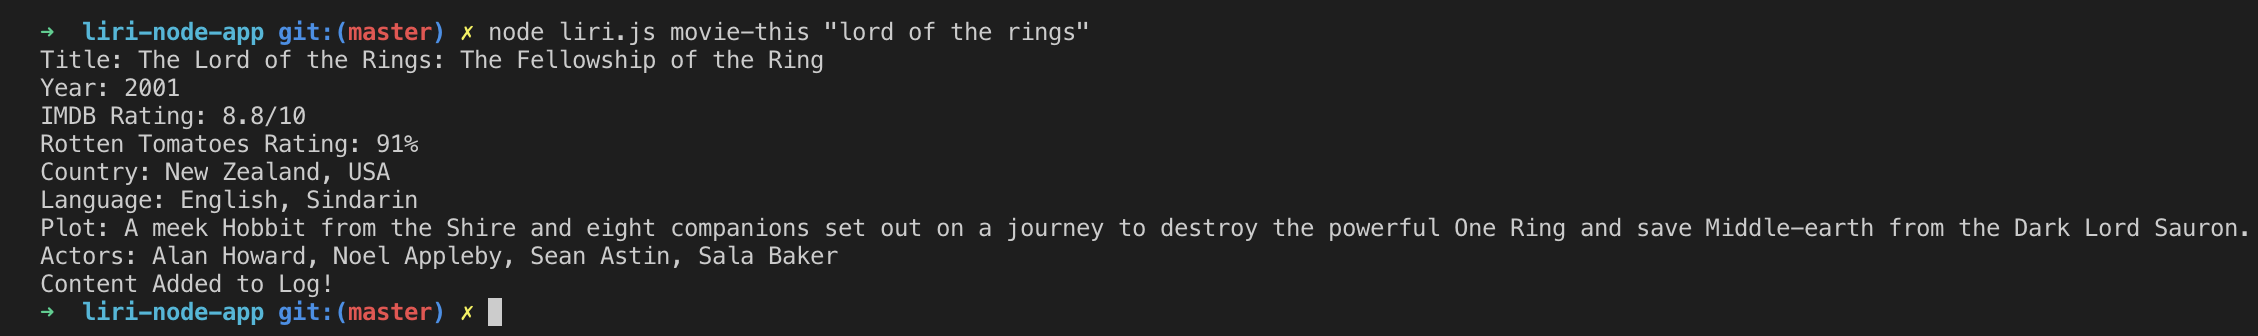 ➜  liri-node-app git:(master) ✗ node liri.js movie-this "lord of the rings"
Title: The Lord of the Rings: The Fellowship of the Ring
Year: 2001
IMDB Rating: 8.8/10
Rotten Tomatoes Rating: 91%
Country: New Zealand, USA
Language: English, Sindarin
Plot: A meek Hobbit from the Shire and eight companions set out on a journey to destroy the powerful One Ring and save Middle-earth from the Dark Lord Sauron.
Actors: Alan Howard, Noel Appleby, Sean Astin, Sala Baker
Content Added to Log!
➜  liri-node-app git:(master) ✗